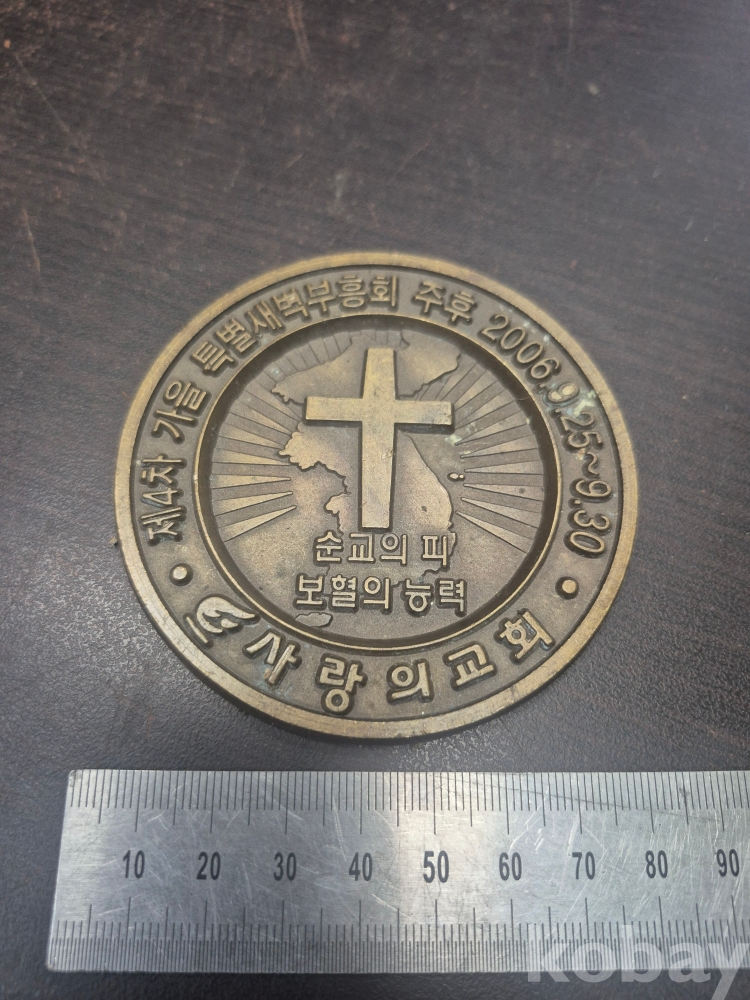 제4차 가을 특별새벽부흥회 주후 2006.9.25~9.30
순교의 피
보혈의 능력
사랑의교회
10 20 30 40 50 60 70 80 90
kobay